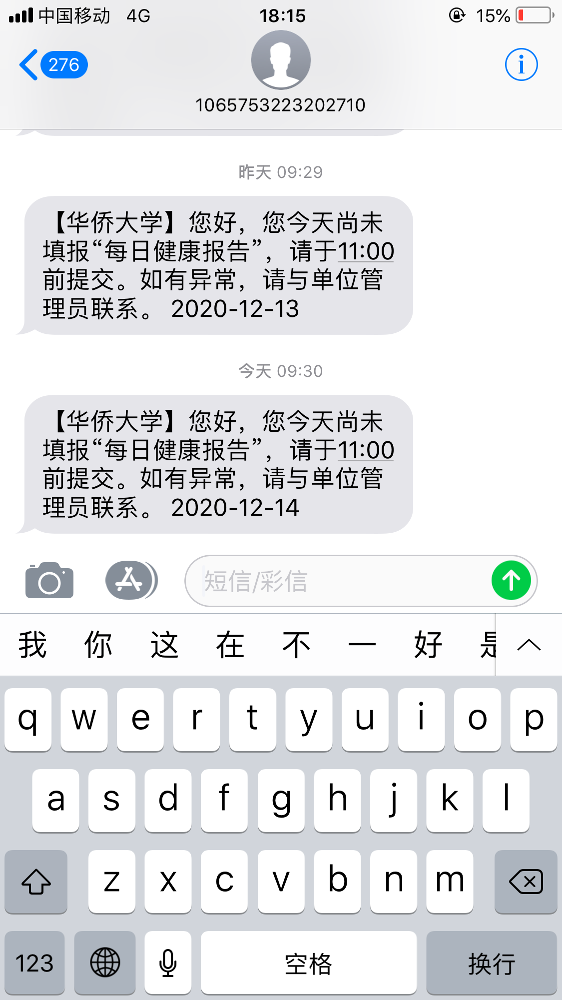 中国移动 4G 18:15 15%
276
1065753223202710
昨天 09:29
【华侨大学】您好，您今天尚未
填报“每日健康报告”，请于11:00
前提交。如有异常，请与单位管
理员联系。 2020-12-13
今天 09:30
【华侨大学】您好，您今天尚未
填报“每日健康报告”，请于11:00
前提交。如有异常，请与单位管
理员联系。 2020-12-14
短信/彩信
我 你 这 在 不 一 好 是
q w e r t y u i o p
a s d f g h j k l
z x c v b n m
123 空格 换行